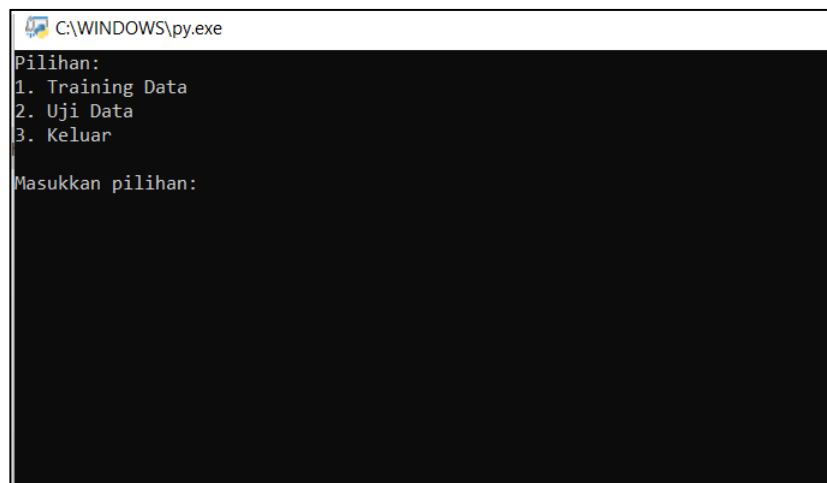 C:\WINDOWS\py.exe
Pilihan:
1. Training Data
2. Uji Data
3. Keluar
Masukkan pilihan: